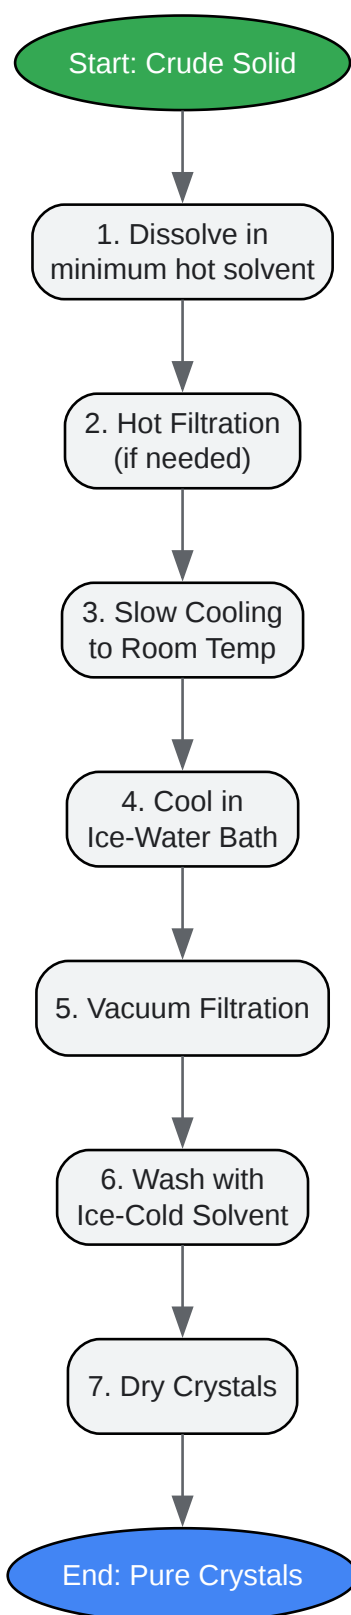 Start: Crude Solid
1. Dissolve in
minimum hot solvent
2. Hot Filtration
(if needed)
3. Slow Cooling
to Room Temp
4. Cool in
Ice-Water Bath
5. Vacuum Filtration
6. Wash with
Ice-Cold Solvent
7. Dry Crystals
End: Pure Crystals